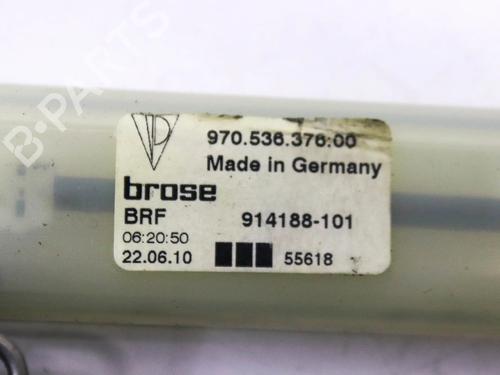 B-PARTS
970.536.376.00
Made in Germany
brose
BRF 914188-101
06:20:50
22.06.10 55618